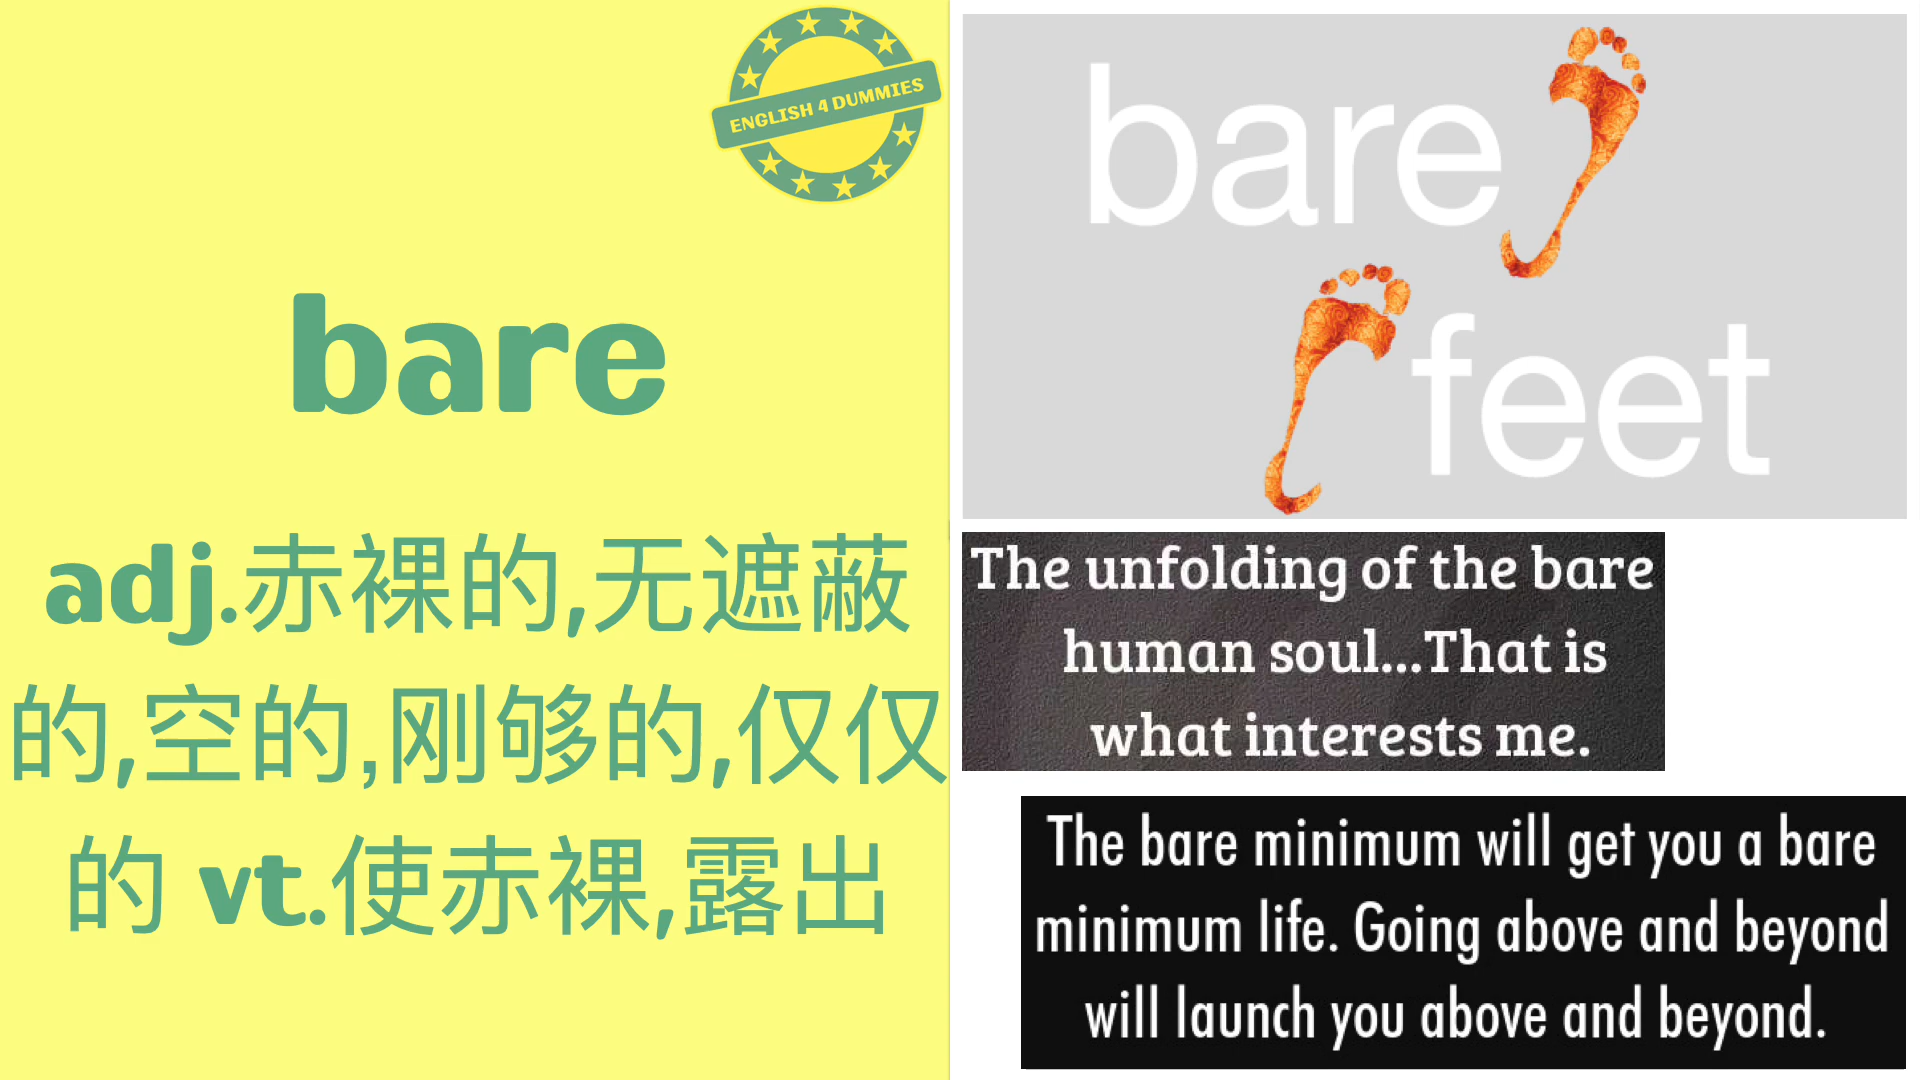 ENGLISH 4 DUMMIES
bare
adj.赤裸的,无遮蔽
的,空的,刚够的,仅仅
的 vt.使赤裸,露出
bare
feet
The unfolding of the bare
human soul...That is
what interests me.
The bare minimum will get you a bare
minimum life. Going above and beyond
will launch you above and beyond.